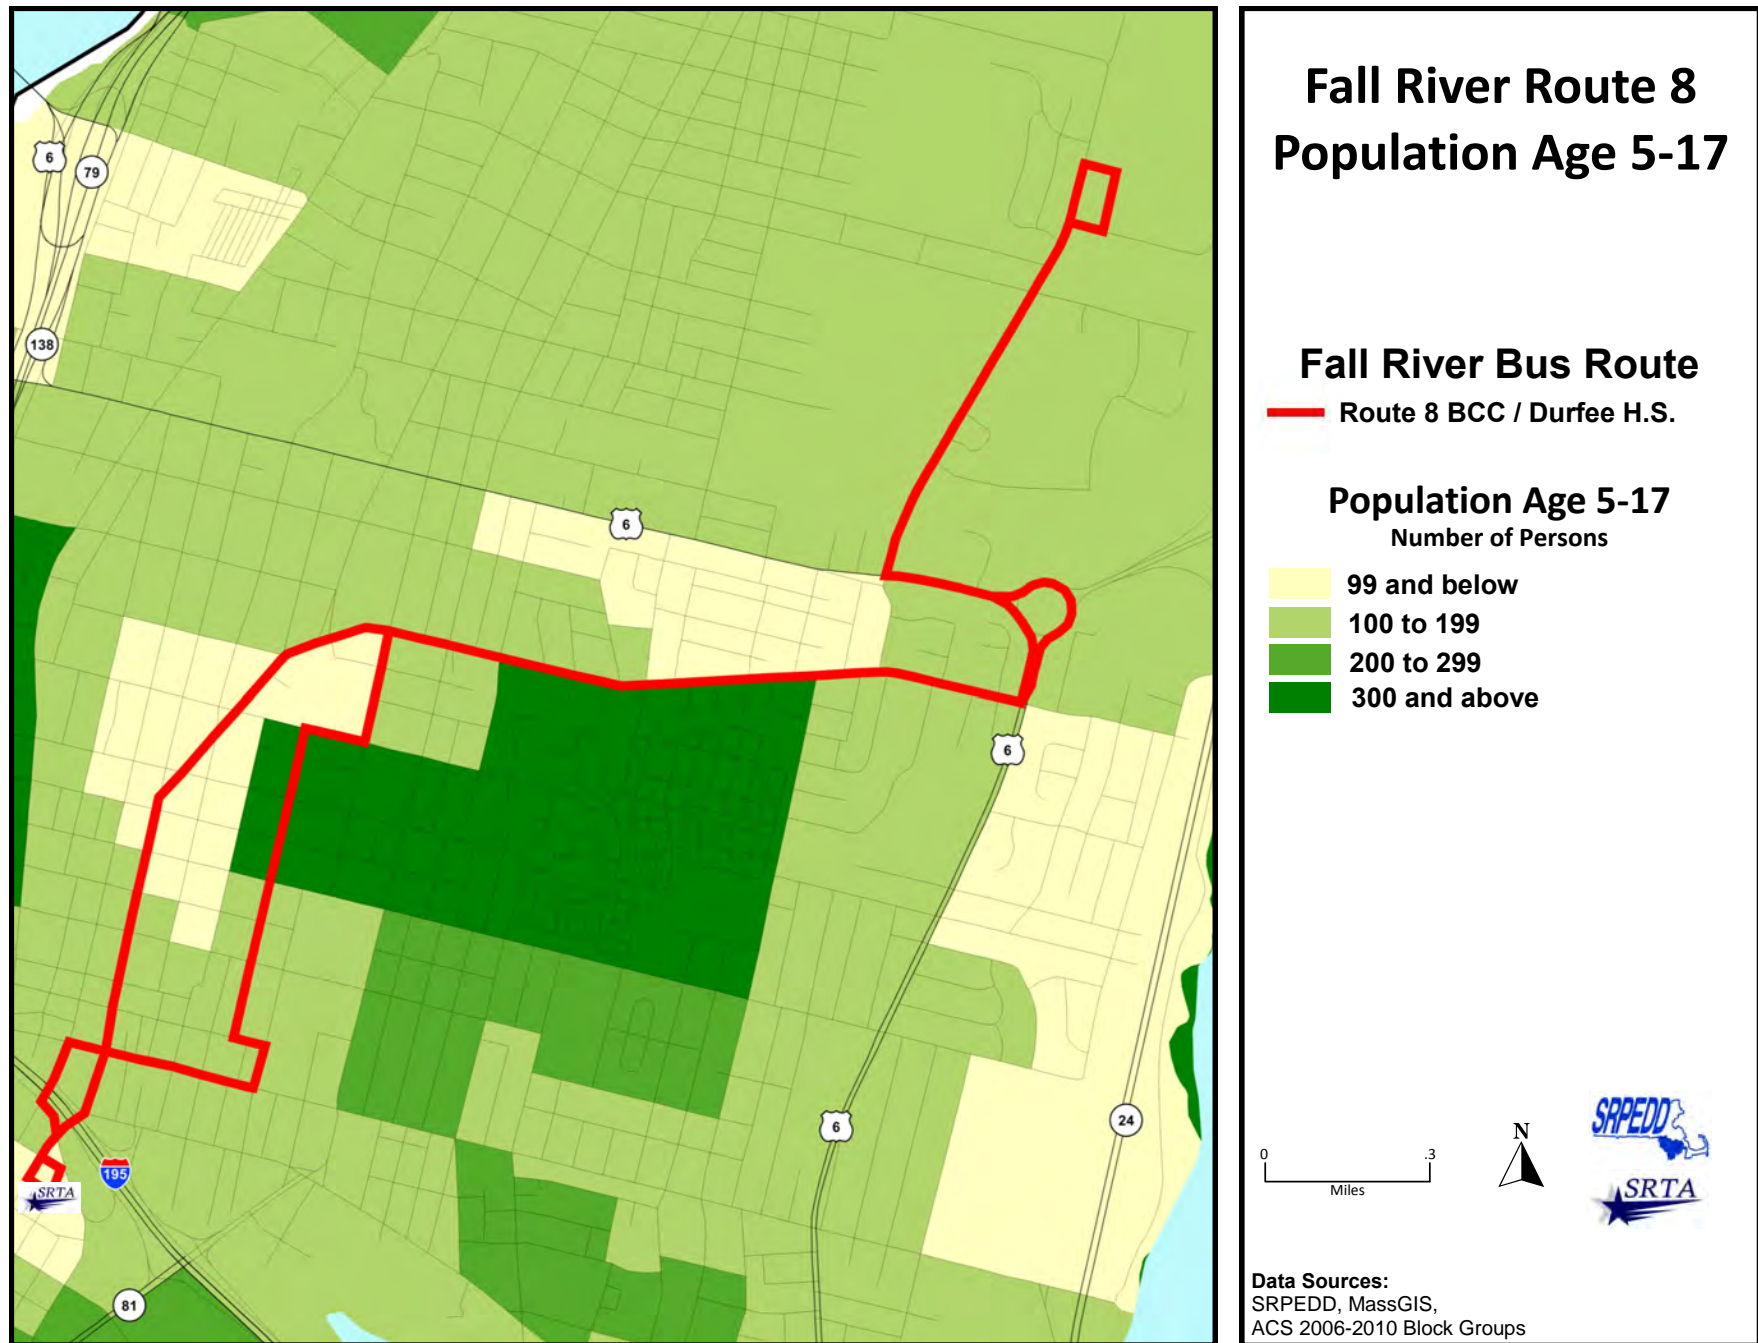 Fall River Route 8
Population Age 5-17
Fall River Bus Route
Route 8 BCC / Durfee H.S.
Population Age 5-17
Number of Persons
99 and below
100 to 199
200 to 299
300 and above
0 .3
Miles
N
SRPEDD
SRTA
Data Sources:
SRPEDD, MassGIS,
ACS 2006-2010 Block Groups
6
79
138
6
6
6
24
195
SRTA
81